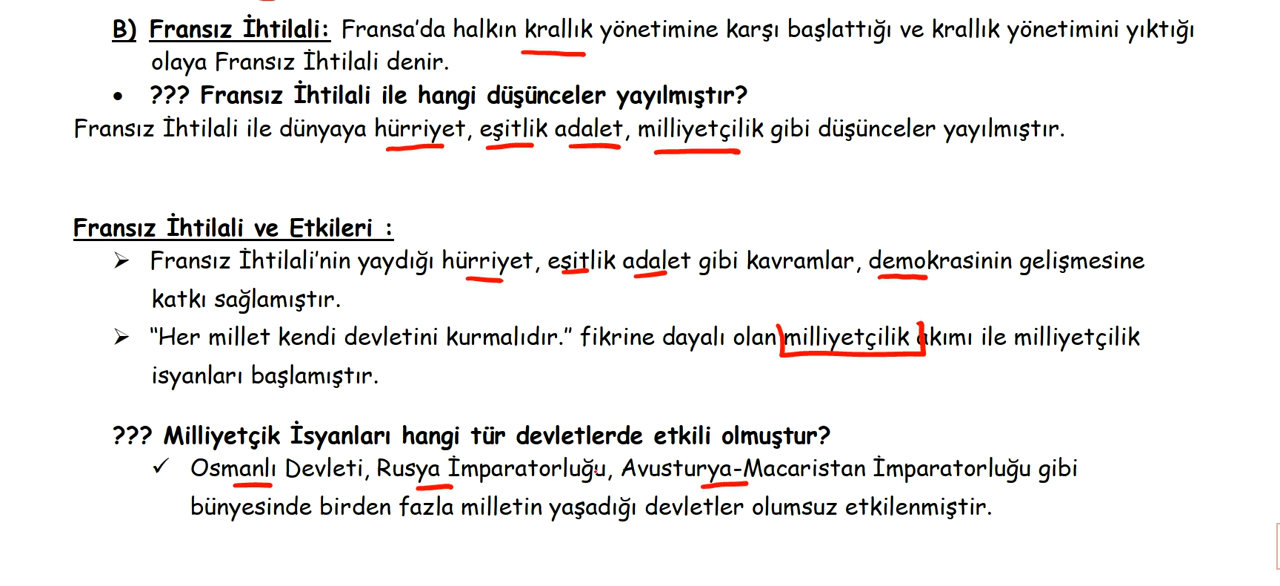 B) Fransız İhtilali: Fransa'da halkın krallık yönetimine karşı başlattığı ve krallık yönetimini yıktığı
olaya Fransız İhtilali denir.
• ??? Fransız İhtilali ile hangi düşünceler yayılmıştır?
Fransız İhtilali ile dünyaya hürriyet, eşitlik adalet, milliyetçilik gibi düşünceler yayılmıştır.
Fransız İhtilali ve Etkileri :
➢ Fransız İhtilali'nin yaydığı hürriyet, eşitlik adalet gibi kavramlar, demokrasinin gelişmesine
katkı sağlamıştır.
➢ "Her millet kendi devletini kurmalıdır." fikrine dayalı olan milliyetçilik akımı ile milliyetçilik
isyanları başlamıştır.
??? Milliyetçik İsyanları hangi tür devletlerde etkili olmuştur?
✓ Osmanlı Devleti, Rusya İmparatorluğu, Avusturya-Macaristan İmparatorluğu gibi
bünyesinde birden fazla milletin yaşadığı devletler olumsuz etkilenmiştir.